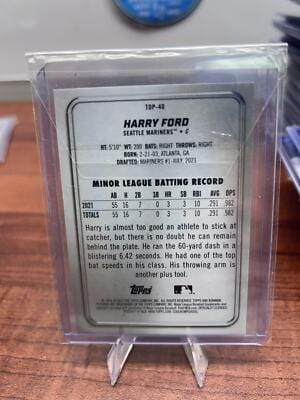 TOP-40
HARRY FORD
SEATTLE MARINERS™ • C
HT: 5'10" WT: 200 BATS: RIGHT THROWS: RIGHT
BORN: 2-21-03, ATLANTA, GA
DRAFTED: MARINERS #1-JULY, 2021
MINOR LEAGUE BATTING RECORD
AB H 2B 3B HR SB RBI AVG OPS
2021 55 16 7 0 3 3 10 .291 .982
TOTALS 55 16 7 0 3 3 10 .291 .982
Harry is almost too good an athlete to stick at
catcher, but there is no doubt he can remain
behind the plate. He ran the 60-yard dash in a
blistering 6.42 seconds. He had one of the top
bat speeds in his class. His throwing arm is
another plus tool.
Topps